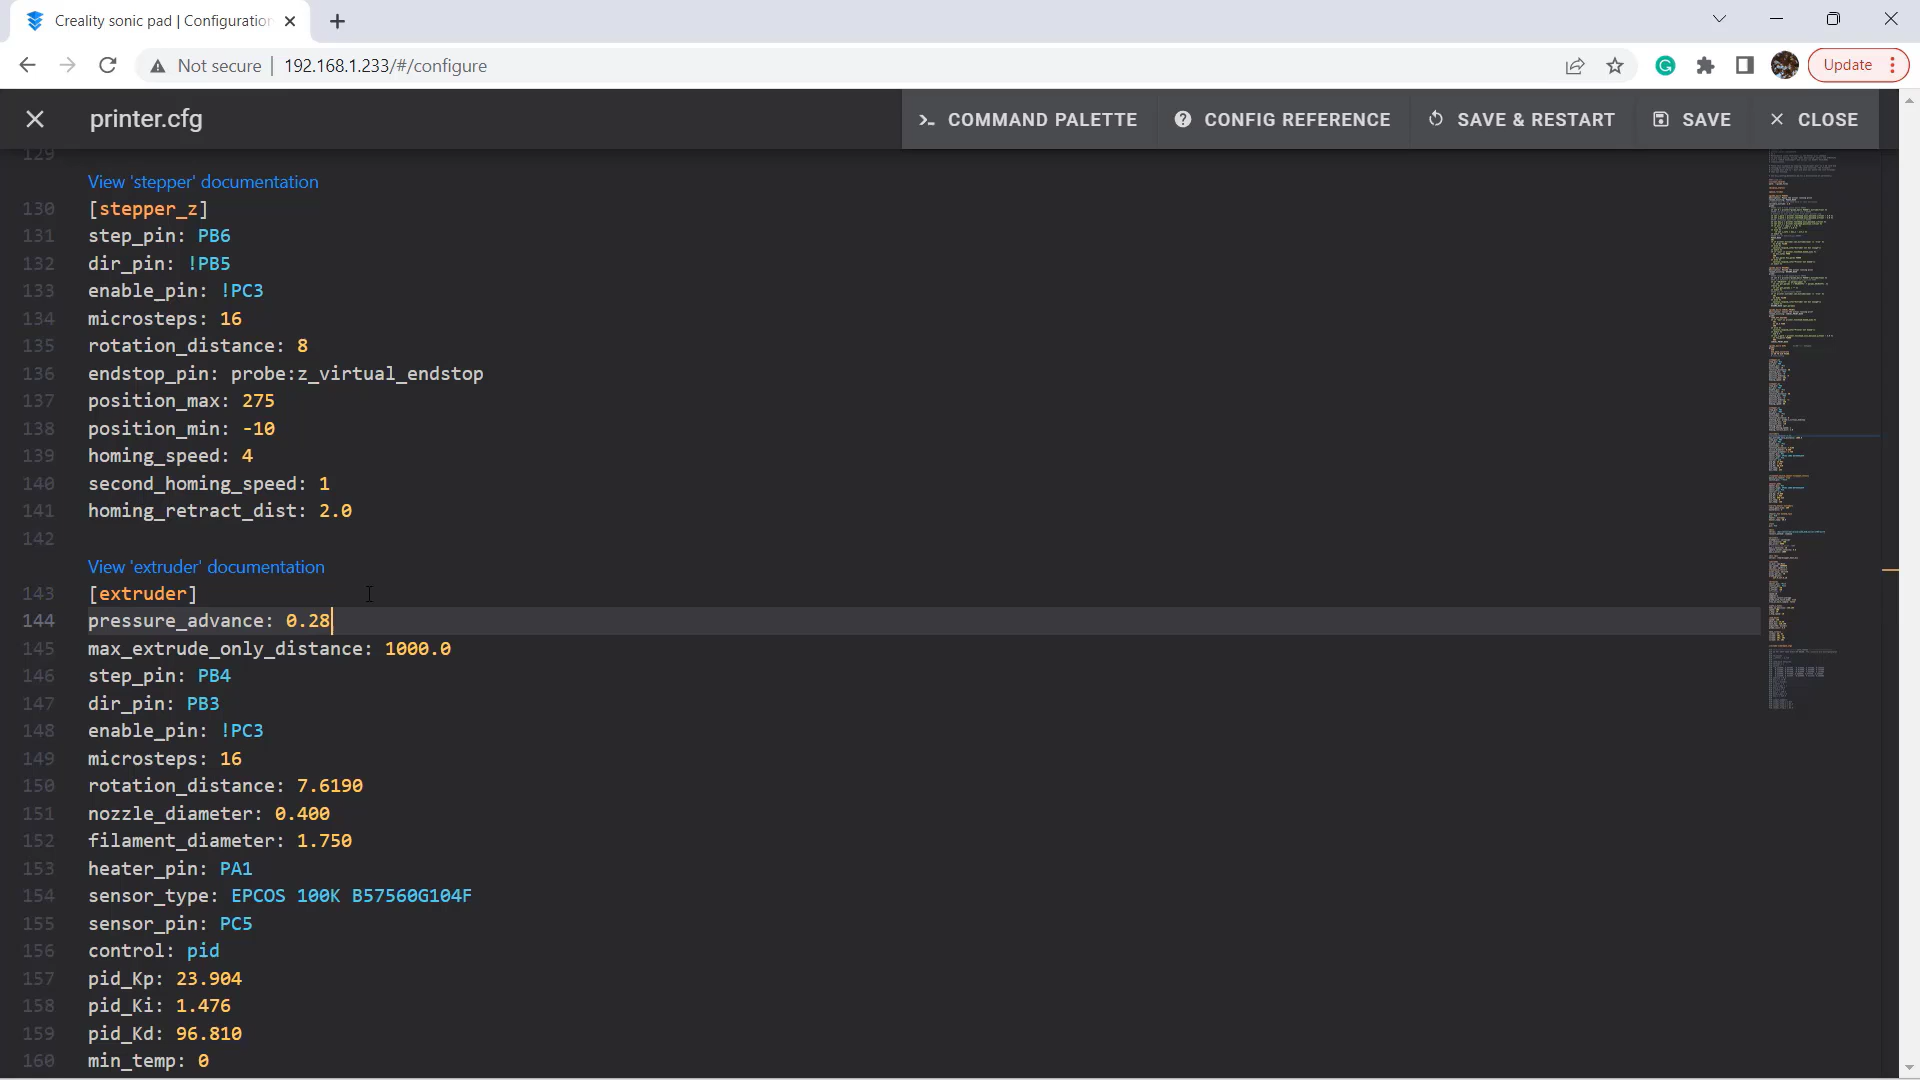 Creality sonic pad | Configuration
Not secure | 192.168.1.233/#/configure
Update
printer.cfg
COMMAND PALETTE
CONFIG REFERENCE
SAVE & RESTART
SAVE
CLOSE
129
View 'stepper' documentation
130 [stepper_z]
131 step_pin: PB6
132 dir_pin: !PB5
133 enable_pin: !PC3
134 microsteps: 16
135 rotation_distance: 8
136 endstop_pin: probe:z_virtual_endstop
137 position_max: 275
138 position_min: -10
139 homing_speed: 4
140 second_homing_speed: 1
141 homing_retract_dist: 2.0
142
View 'extruder' documentation
143 [extruder]
144 pressure_advance: 0.28
145 max_extrude_only_distance: 1000.0
146 step_pin: PB4
147 dir_pin: PB3
148 enable_pin: !PC3
149 microsteps: 16
150 rotation_distance: 7.6190
151 nozzle_diameter: 0.400
152 filament_diameter: 1.750
153 heater_pin: PA1
154 sensor_type: EPCOS 100K B57560G104F
155 sensor_pin: PC5
156 control: pid
157 pid_Kp: 23.904
158 pid_Ki: 1.476
159 pid_Kd: 96.810
160 min_temp: 0